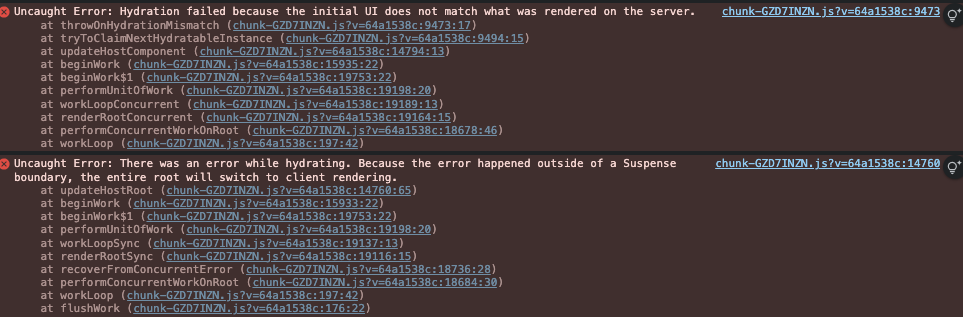 Uncaught Error: Hydration failed because the initial UI does not match what was rendered on the server. chunk-GZD7INZN.js?v=64a1538c:9473
at throwOnHydrationMismatch (chunk-GZD7INZN.js?v=64a1538c:9473:17)
at tryToClaimNextHydratableInstance (chunk-GZD7INZN.js?v=64a1538c:9494:15)
at updateHostComponent (chunk-GZD7INZN.js?v=64a1538c:14794:13)
at beginWork (chunk-GZD7INZN.js?v=64a1538c:15935:22)
at beginWork$1 (chunk-GZD7INZN.js?v=64a1538c:19753:22)
at performUnitOfWork (chunk-GZD7INZN.js?v=64a1538c:19198:20)
at workLoopConcurrent (chunk-GZD7INZN.js?v=64a1538c:19189:13)
at renderRootConcurrent (chunk-GZD7INZN.js?v=64a1538c:19164:15)
at performConcurrentWorkOnRoot (chunk-GZD7INZN.js?v=64a1538c:18678:46)
at workLoop (chunk-GZD7INZN.js?v=64a1538c:197:42)
Uncaught Error: There was an error while hydrating. Because the error happened outside of a Suspense chunk-GZD7INZN.js?v=64a1538c:14760
boundary, the entire root will switch to client rendering.
at updateHostRoot (chunk-GZD7INZN.js?v=64a1538c:14760:65)
at beginWork (chunk-GZD7INZN.js?v=64a1538c:15933:22)
at beginWork$1 (chunk-GZD7INZN.js?v=64a1538c:19753:22)
at performUnitOfWork (chunk-GZD7INZN.js?v=64a1538c:19198:20)
at workLoopSync (chunk-GZD7INZN.js?v=64a1538c:19137:13)
at renderRootSync (chunk-GZD7INZN.js?v=64a1538c:19116:15)
at recoverFromConcurrentError (chunk-GZD7INZN.js?v=64a1538c:18736:28)
at performConcurrentWorkOnRoot (chunk-GZD7INZN.js?v=64a1538c:18684:30)
at workLoop (chunk-GZD7INZN.js?v=64a1538c:197:42)
at flushWork (chunk-GZD7INZN.js?v=64a1538c:176:22)